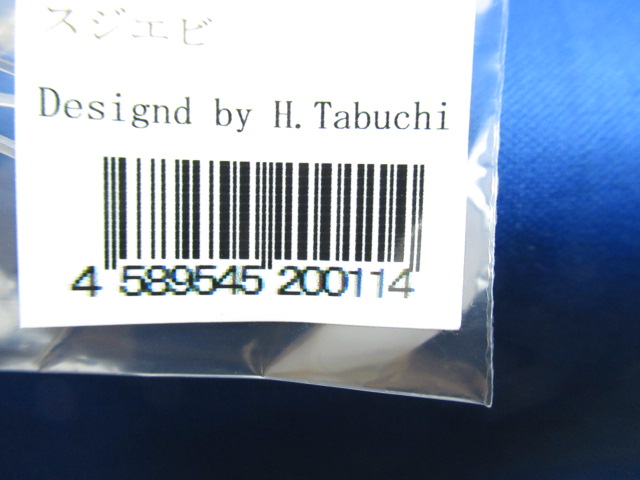 スジエビ
Designd by H.Tabuchi
4 589545 200114